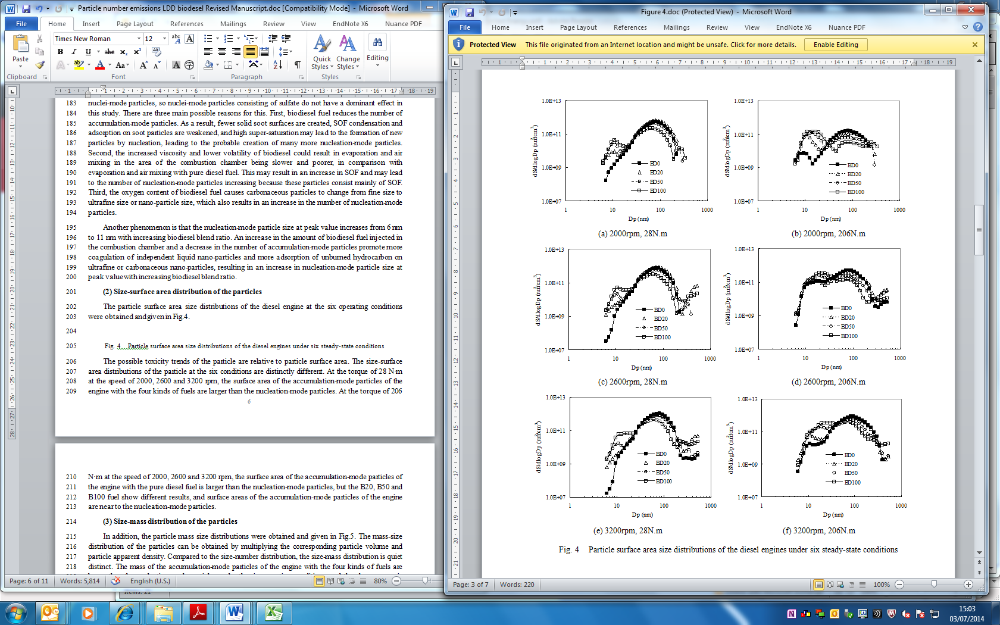 Particle number emissions LDD biodesel Revised Manuscript.doc [Compatibility Mode] - Microsoft Word
File Home Insert Page Layout References Mailings Review View EndNote X6 Nuance PDF
Times New Roman 12
Paste
Quick Styles
Change Styles
Editing
Clipboard Font Paragraph Styles
183 nuclei-mode particles, so nuclei-mode particles consisting of sulfate do not have a dominant effect in
184 this study. There are three main possible reasons for this. First, biodiesel fuel reduces the number of
185 accumulation-mode particles. As a result, fewer solid soot surfaces are created, SOF condensation and
186 adsorption on soot particles are weakened, and high super-saturation may lead to the formation of new
187 particles by nucleation, leading to the probable creation of many more nucleation-mode particles.
188 Second, the increased viscosity and lower volatility of biodiesel could result in evaporation and air
189 mixing in the area of the combustion chamber being slower and poorer, in comparison with
190 evaporation and air mixing with pure diesel fuel. This may result in an increase in SOF and may lead
191 to the number of nucleation-mode particles increasing because these particles consist mainly of SOF.
192 Third, the oxygen content of biodiesel fuel causes carbonaceous particles to change from fine size to
193 ultrafine size or nano-particle size, which also results in an increase in the number of nucleation-mode
194 particles.
195 Another phenomenon is that the nucleation-mode particle size at peak value increases from 6 nm
196 to 11 nm with increasing biodiesel blend ratio. An increase in the amount of biodiesel fuel injected in
197 the combustion chamber and a decrease in the number of accumulation-mode particles promote more
198 coagulation of independent liquid nano-particles and more adsorption of unburned hydrocarbon on
199 ultrafine or carbonaceous nano-particles, resulting in an increase in nucleation-mode particle size at
200 peak value with increasing biodiesel blend ratio.
201 (2) Size-surface area distribution of the particles
202 The particle surface area size distributions of the diesel engine at the six operating conditions
203 were obtained and given in Fig.4.
204
205 Fig. 4 Particle surface area size distributions of the diesel engines under six steady-state conditions
206 The possible toxicity trends of the particle are relative to particle surface area. The size-surface
207 area distributions of the particle at the six conditions are distinctly different. At the torque of 28 N·m
208 at the speed of 2000, 2600 and 3200 rpm, the surface area of the accumulation-mode particles of the
209 engine with the four kinds of fuels are larger than the nucleation-mode particles. At the torque of 206
6
210 N·m at the speed of 2000, 2600 and 3200 rpm, the surface area of the accumulation-mode particles of
211 the engine with the pure diesel fuel is larger than the nucleation-mode particles, but the B20, B50 and
212 B100 fuel show different results, and surface areas of the accumulation-mode particles of the engine
213 are near to the nucleation-mode particles.
214 (3) Size-mass distribution of the particles
215 In addition, the particle mass size distributions were obtained and given in Fig.5. The mass-size
216 distribution of the particles can be obtained by multiplying the corresponding particle volume and
217 particle apparent density. Compared to the size-number distribution, the size-mass distribution is quiet
218 distinct. The mass of the accumulation-mode particles of the engine with the four kinds of fuels are
Page: 6 of 11 Words: 5,814 English (U.S.) 80%
Figure 4.doc (Protected View) - Microsoft Word
File Home Insert Page Layout References Mailings Review View EndNote X6 Nuance PDF
Protected View This file originated from an Internet location and might be unsafe. Click for more details. Enable Editing
1.0E+13
1.0E+11
1.0E+09
1.0E+07
dS/dlogDp (um²/cm³)
BD0
BD20
BD50
BD100
1 10 100 1000
Dp (nm)
(a) 2000rpm, 28N.m
1.0E+13
1.0E+11
1.0E+09
1.0E+07
dS/dlogDp (um²/cm³)
BD0
BD20
BD50
BD100
1 10 100 1000
Dp (nm)
(b) 2000rpm, 206N.m
1.0E+13
1.0E+11
1.0E+09
1.0E+07
dS/dlogDp (um²/cm³)
BD0
BD20
BD50
BD100
1 10 100 1000
Dp (nm)
(c) 2600rpm, 28N.m
1.0E+13
1.0E+11
1.0E+09
1.0E+07
dS/dlogDp (um²/cm³)
BD0
BD20
BD50
BD100
1 10 100 1000
Dp (nm)
(d) 2600rpm, 206N.m
1.0E+13
1.0E+11
1.0E+09
1.0E+07
dS/dlogDp (um²/cm³)
BD0
BD20
BD50
BD100
1 10 100 1000
Dp (nm)
(e) 3200rpm, 28N.m
1.0E+13
1.0E+11
1.0E+09
1.0E+07
dS/dlogDp (um²/cm³)
BD0
BD20
BD50
BD100
1 10 100 1000
Dp (nm)
(f) 3200rpm, 206N.m
Fig. 4 Particle surface area size distributions of the diesel engines under six steady-state conditions
Page: 3 of 7 Words: 220 100%
15:03
03/07/2014